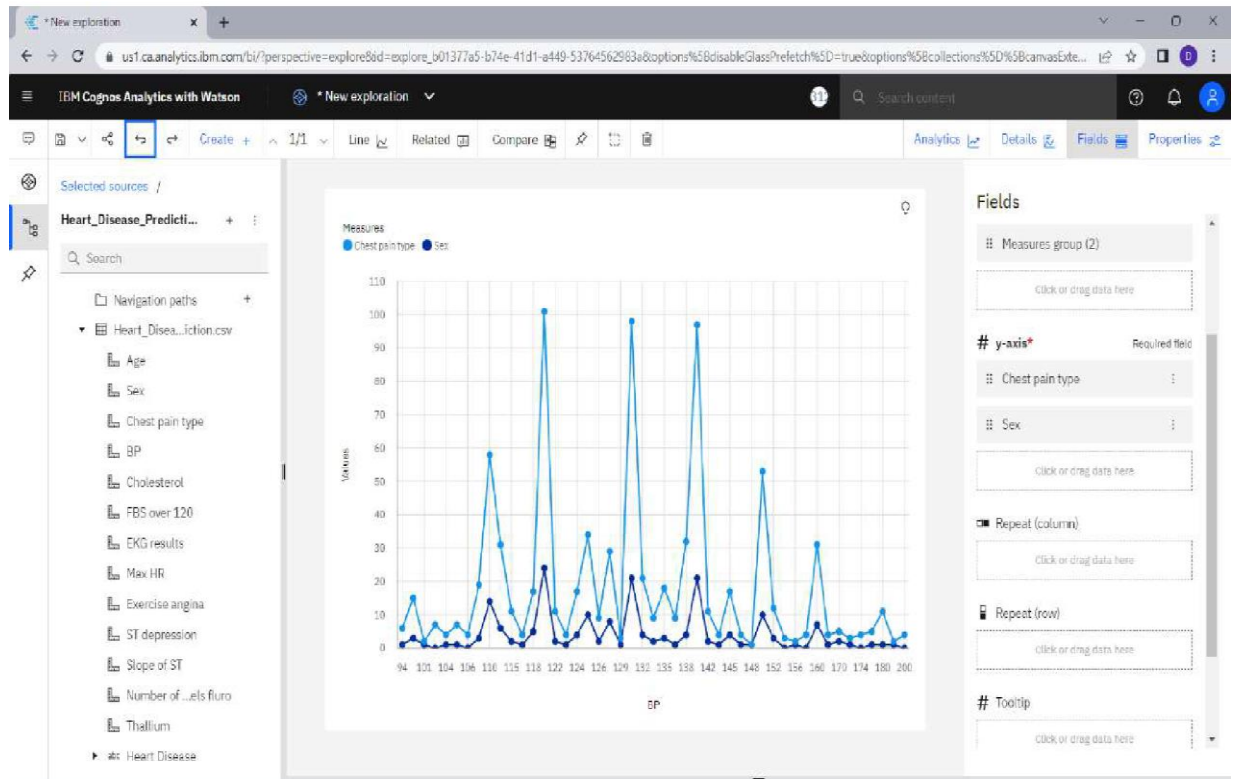 * New exploration
us1.ca.analytics.ibm.com/bi/?perspective=explore&id=explore_b01377a5-b74e-41d1-a449-53764562983a&options%5BdisableGlassPrefetch%5D=true&options%5Bcollections%5D%5BcanvasExte...
D
IBM Cognos Analytics with Watson
* New exploration
Search content
Create +
1/1
Line
Related
Compare
Analytics
Details
Fields
Properties
Selected sources /
Heart_Disease_Predicti...
Search
Navigation paths
Heart_Disea...iction.csv
Age
Sex
Chest pain type
BP
Cholesterol
FBS over 120
EKG results
Max HR
Exercise angina
ST depression
Slope of ST
Number of ...els fluro
Thallium
abc Heart Disease
Measures
Chest pain type Sex
110
100
90
80
70
60
50
40
30
20
10
0
Values
94 101 104 106 110 115 118 122 124 126 129 132 135 138 142 145 148 152 156 160 170 174 180 200
BP
Fields
Measures group (2)
Click or drag data here
# y-axis*
Required field
Chest pain type
Sex
Click or drag data here
Repeat (column)
Click or drag data here
Repeat (row)
Click or drag data here
# Tooltip
Click or drag data here